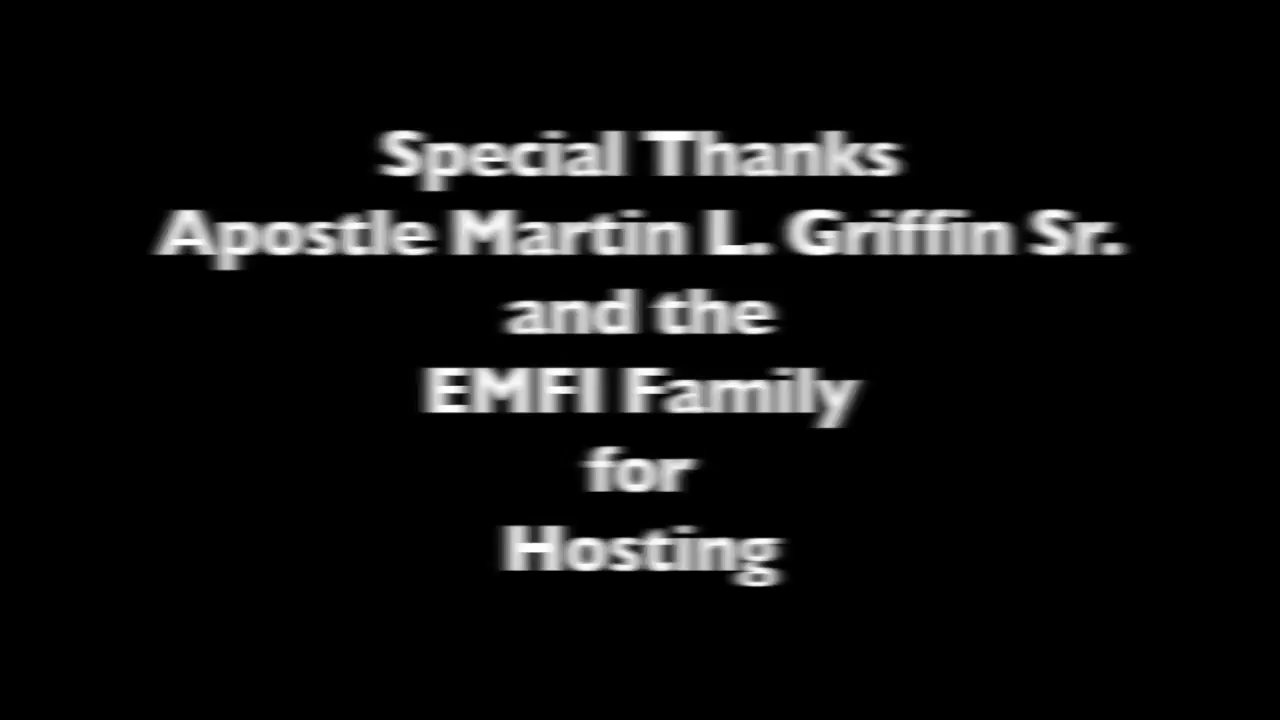 Special Thanks
Apostle Martin L. Griffin Sr.
and the
EMFI Family
for
Hosting